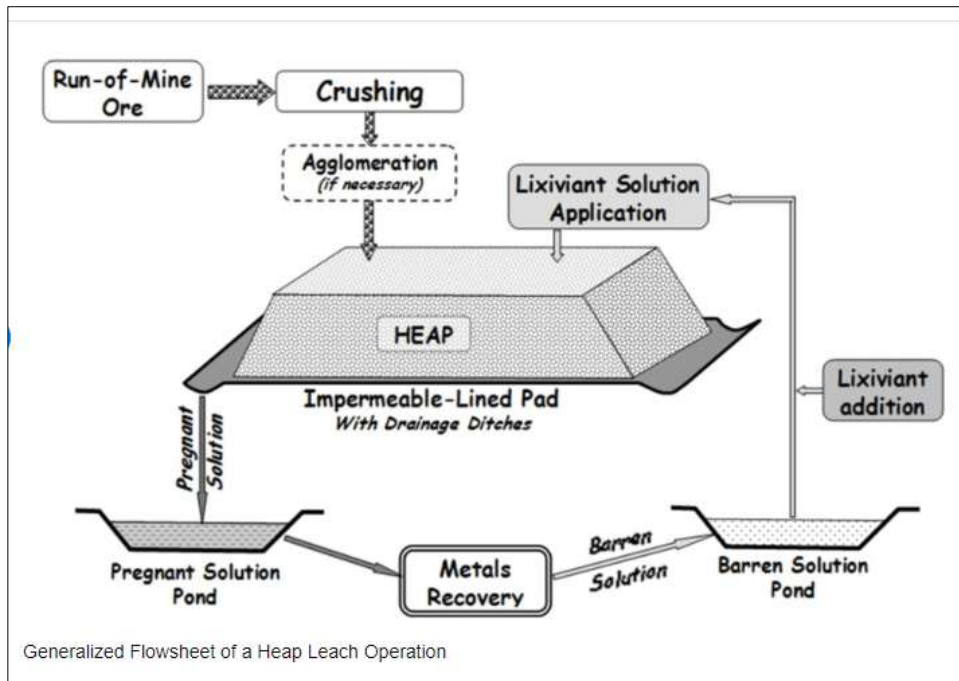 Run-of-Mine
Ore
Crushing
Agglomeration
(if necessary)
Lixiviant Solution
Application
HEAP
Impermeable-Lined Pad
With Drainage Ditches
Lixiviant
addition
Pregnant
Solution
Pregnant Solution
Pond
Metals
Recovery
Barren
Solution
Barren Solution
Pond
Generalized Flowsheet of a Heap Leach Operation